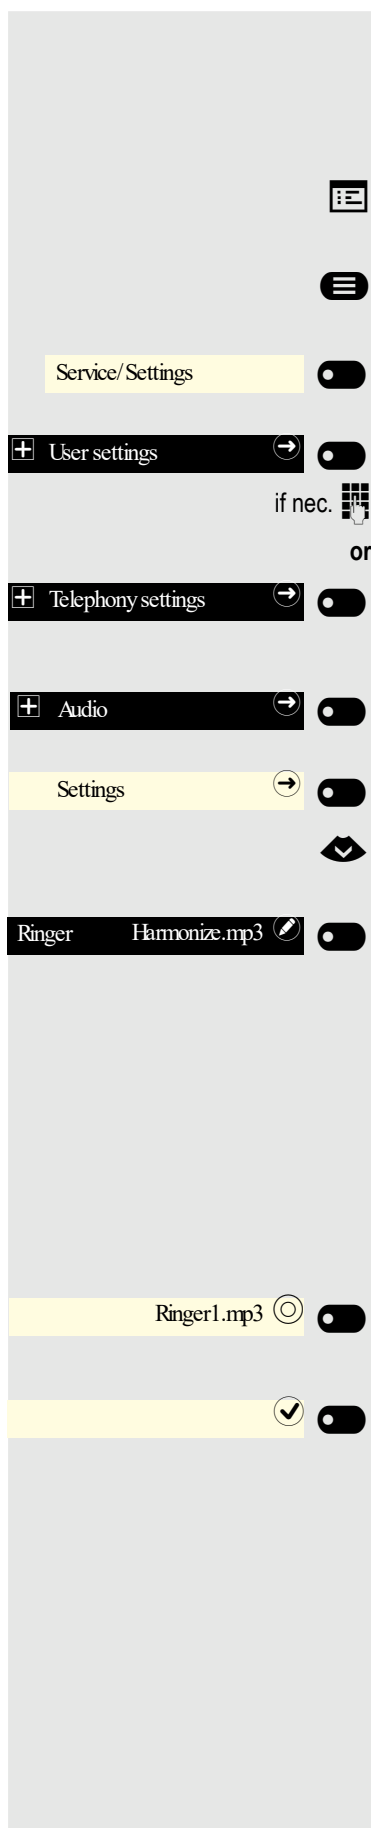 Service/Settings
User settings
if nec.
or
Telephony settings
Audio
Settings
Ringer Harmonize.mp3
Ringer1.mp3